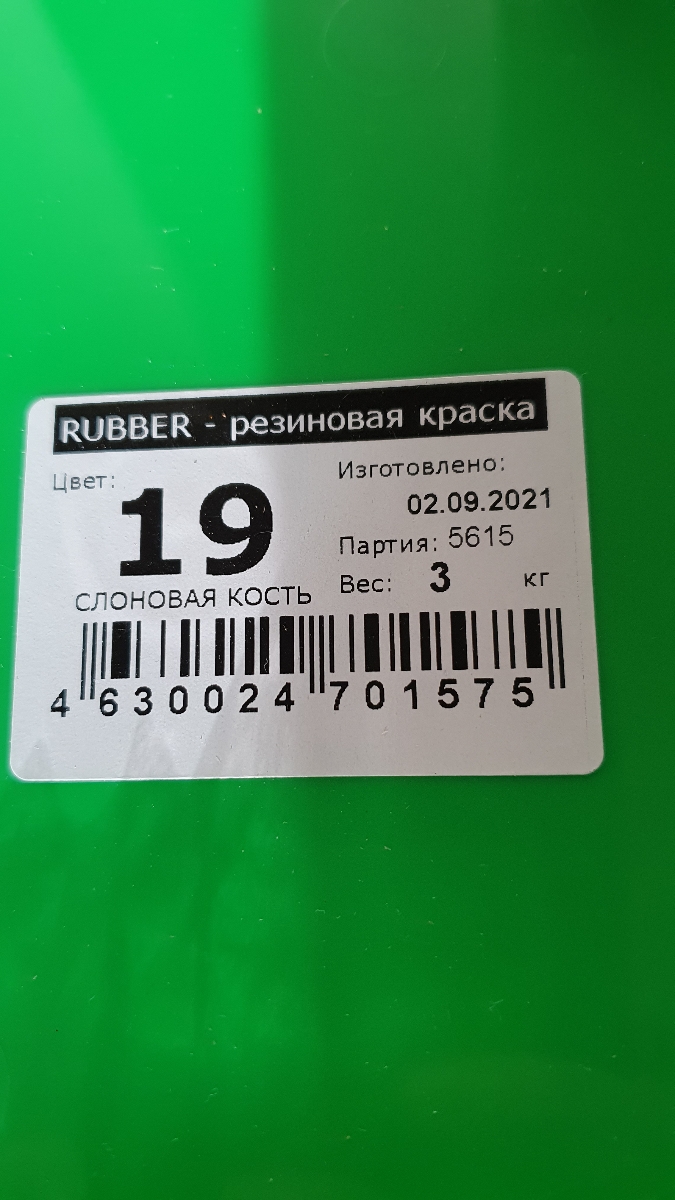 RUBBER - резиновая краска
Цвет:
19
СЛОНОВАЯ КОСТЬ
Изготовлено:
02.09.2021
Партия: 5615
Вес: 3 кг
4 630024 701575